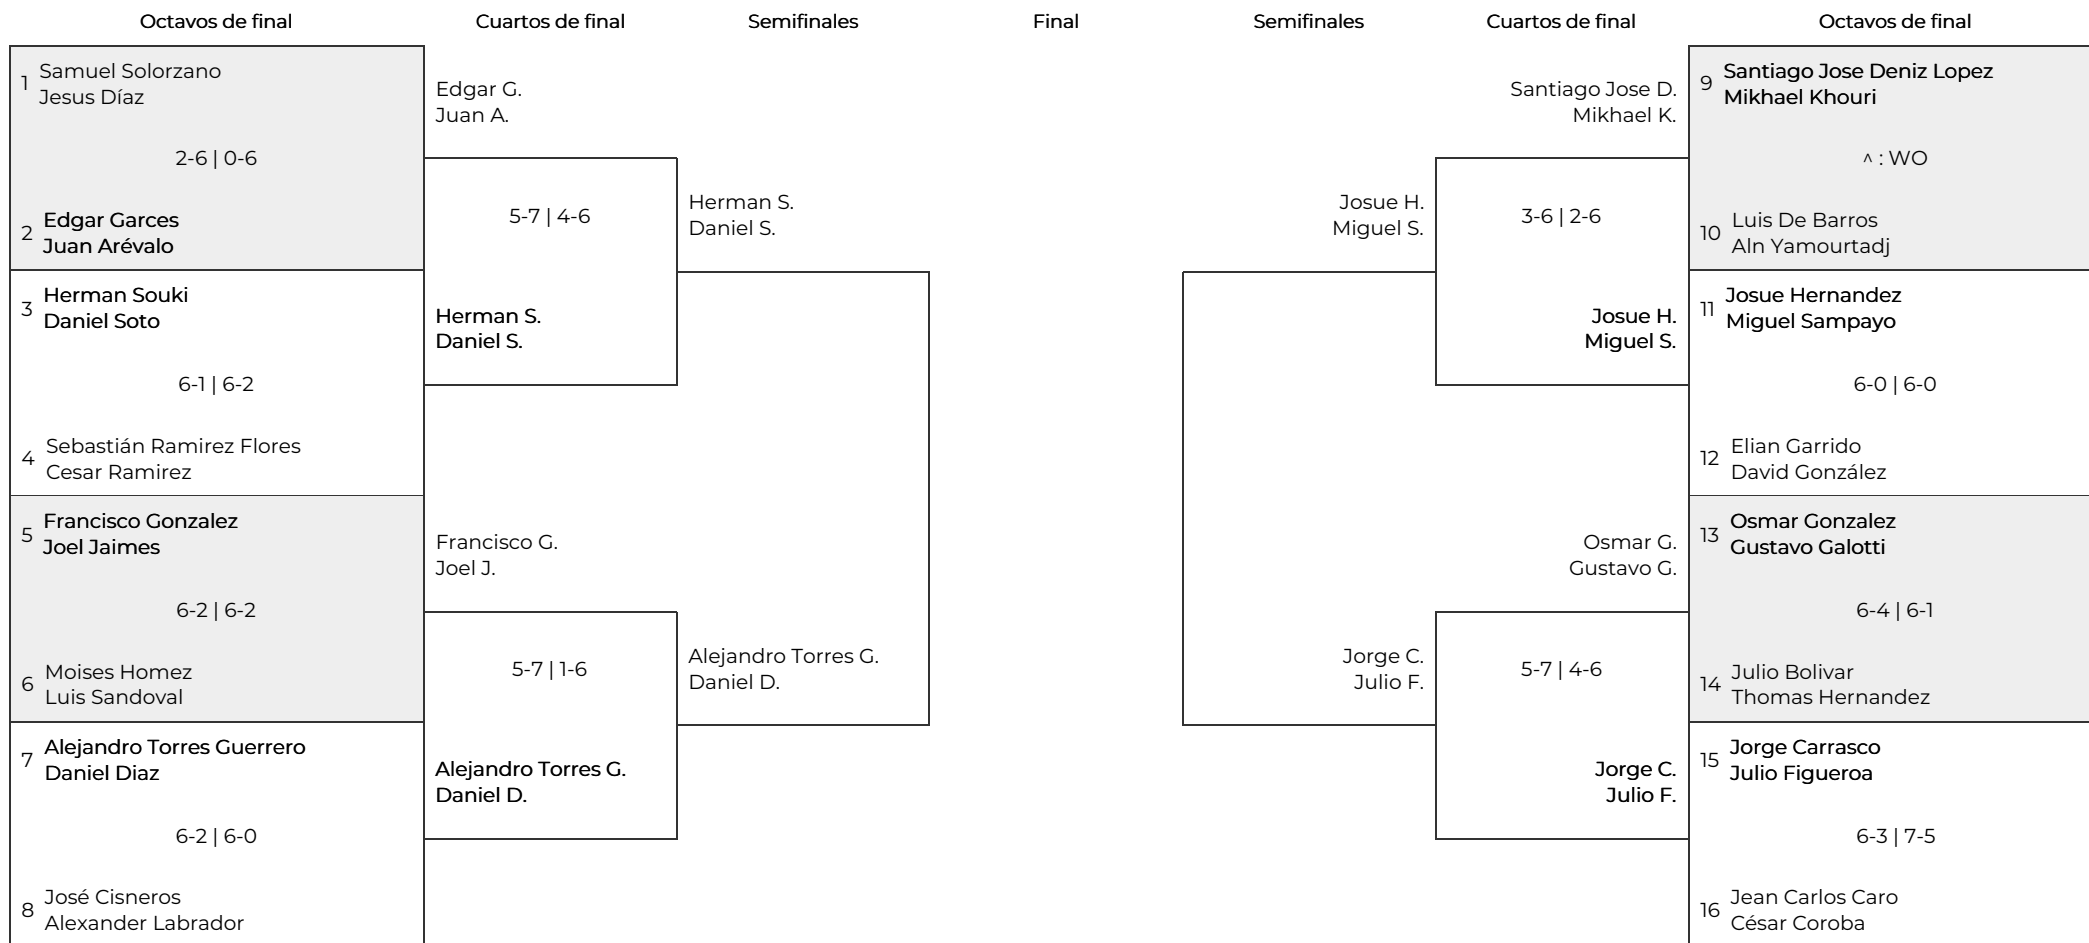 Octavos de final
Cuartos de final
Semifinales
Final
Semifinales
Cuartos de final
Octavos de final
1
Samuel Solorzano
Jesus Díaz
2-6 | 0-6
2
Edgar Garces
Juan Arévalo
3
Herman Souki
Daniel Soto
6-1 | 6-2
4
Sebastián Ramirez Flores
Cesar Ramirez
5
Francisco Gonzalez
Joel Jaimes
6-2 | 6-2
6
Moises Homez
Luis Sandoval
7
Alejandro Torres Guerrero
Daniel Diaz
6-2 | 6-0
8
José Cisneros
Alexander Labrador
Edgar G.
Juan A.
5-7 | 4-6
Herman S.
Daniel S.
Francisco G.
Joel J.
5-7 | 1-6
Alejandro Torres G.
Daniel D.
Herman S.
Daniel S.
Alejandro Torres G.
Daniel D.
Josue H.
Miguel S.
Jorge C.
Julio F.
Santiago Jose D.
Mikhael K.
3-6 | 2-6
Josue H.
Miguel S.
Osmar G.
Gustavo G.
5-7 | 4-6
Jorge C.
Julio F.
9
Santiago Jose Deniz Lopez
Mikhael Khouri
^ : WO
10
Luis De Barros
Aln Yamourtadj
11
Josue Hernandez
Miguel Sampayo
6-0 | 6-0
12
Elian Garrido
David González
13
Osmar Gonzalez
Gustavo Galotti
6-4 | 6-1
14
Julio Bolivar
Thomas Hernandez
15
Jorge Carrasco
Julio Figueroa
6-3 | 7-5
16
Jean Carlos Caro
César Coroba